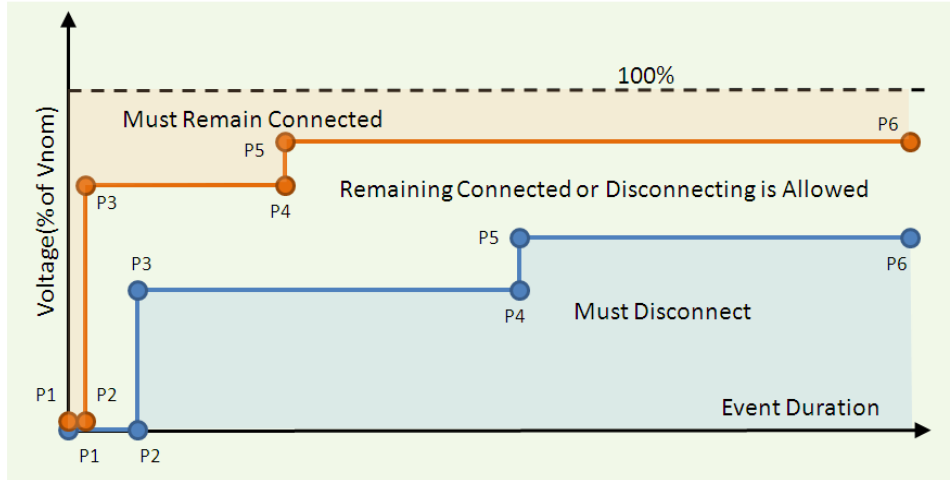 100%
Must Remain Connected
P6
P5
Voltage(% of Vnom)
Remaining Connected or Disconnecting is Allowed
P3
P4
P5
P3
P6
Must Disconnect
P4
P1
P2
Event Duration
P1
P2